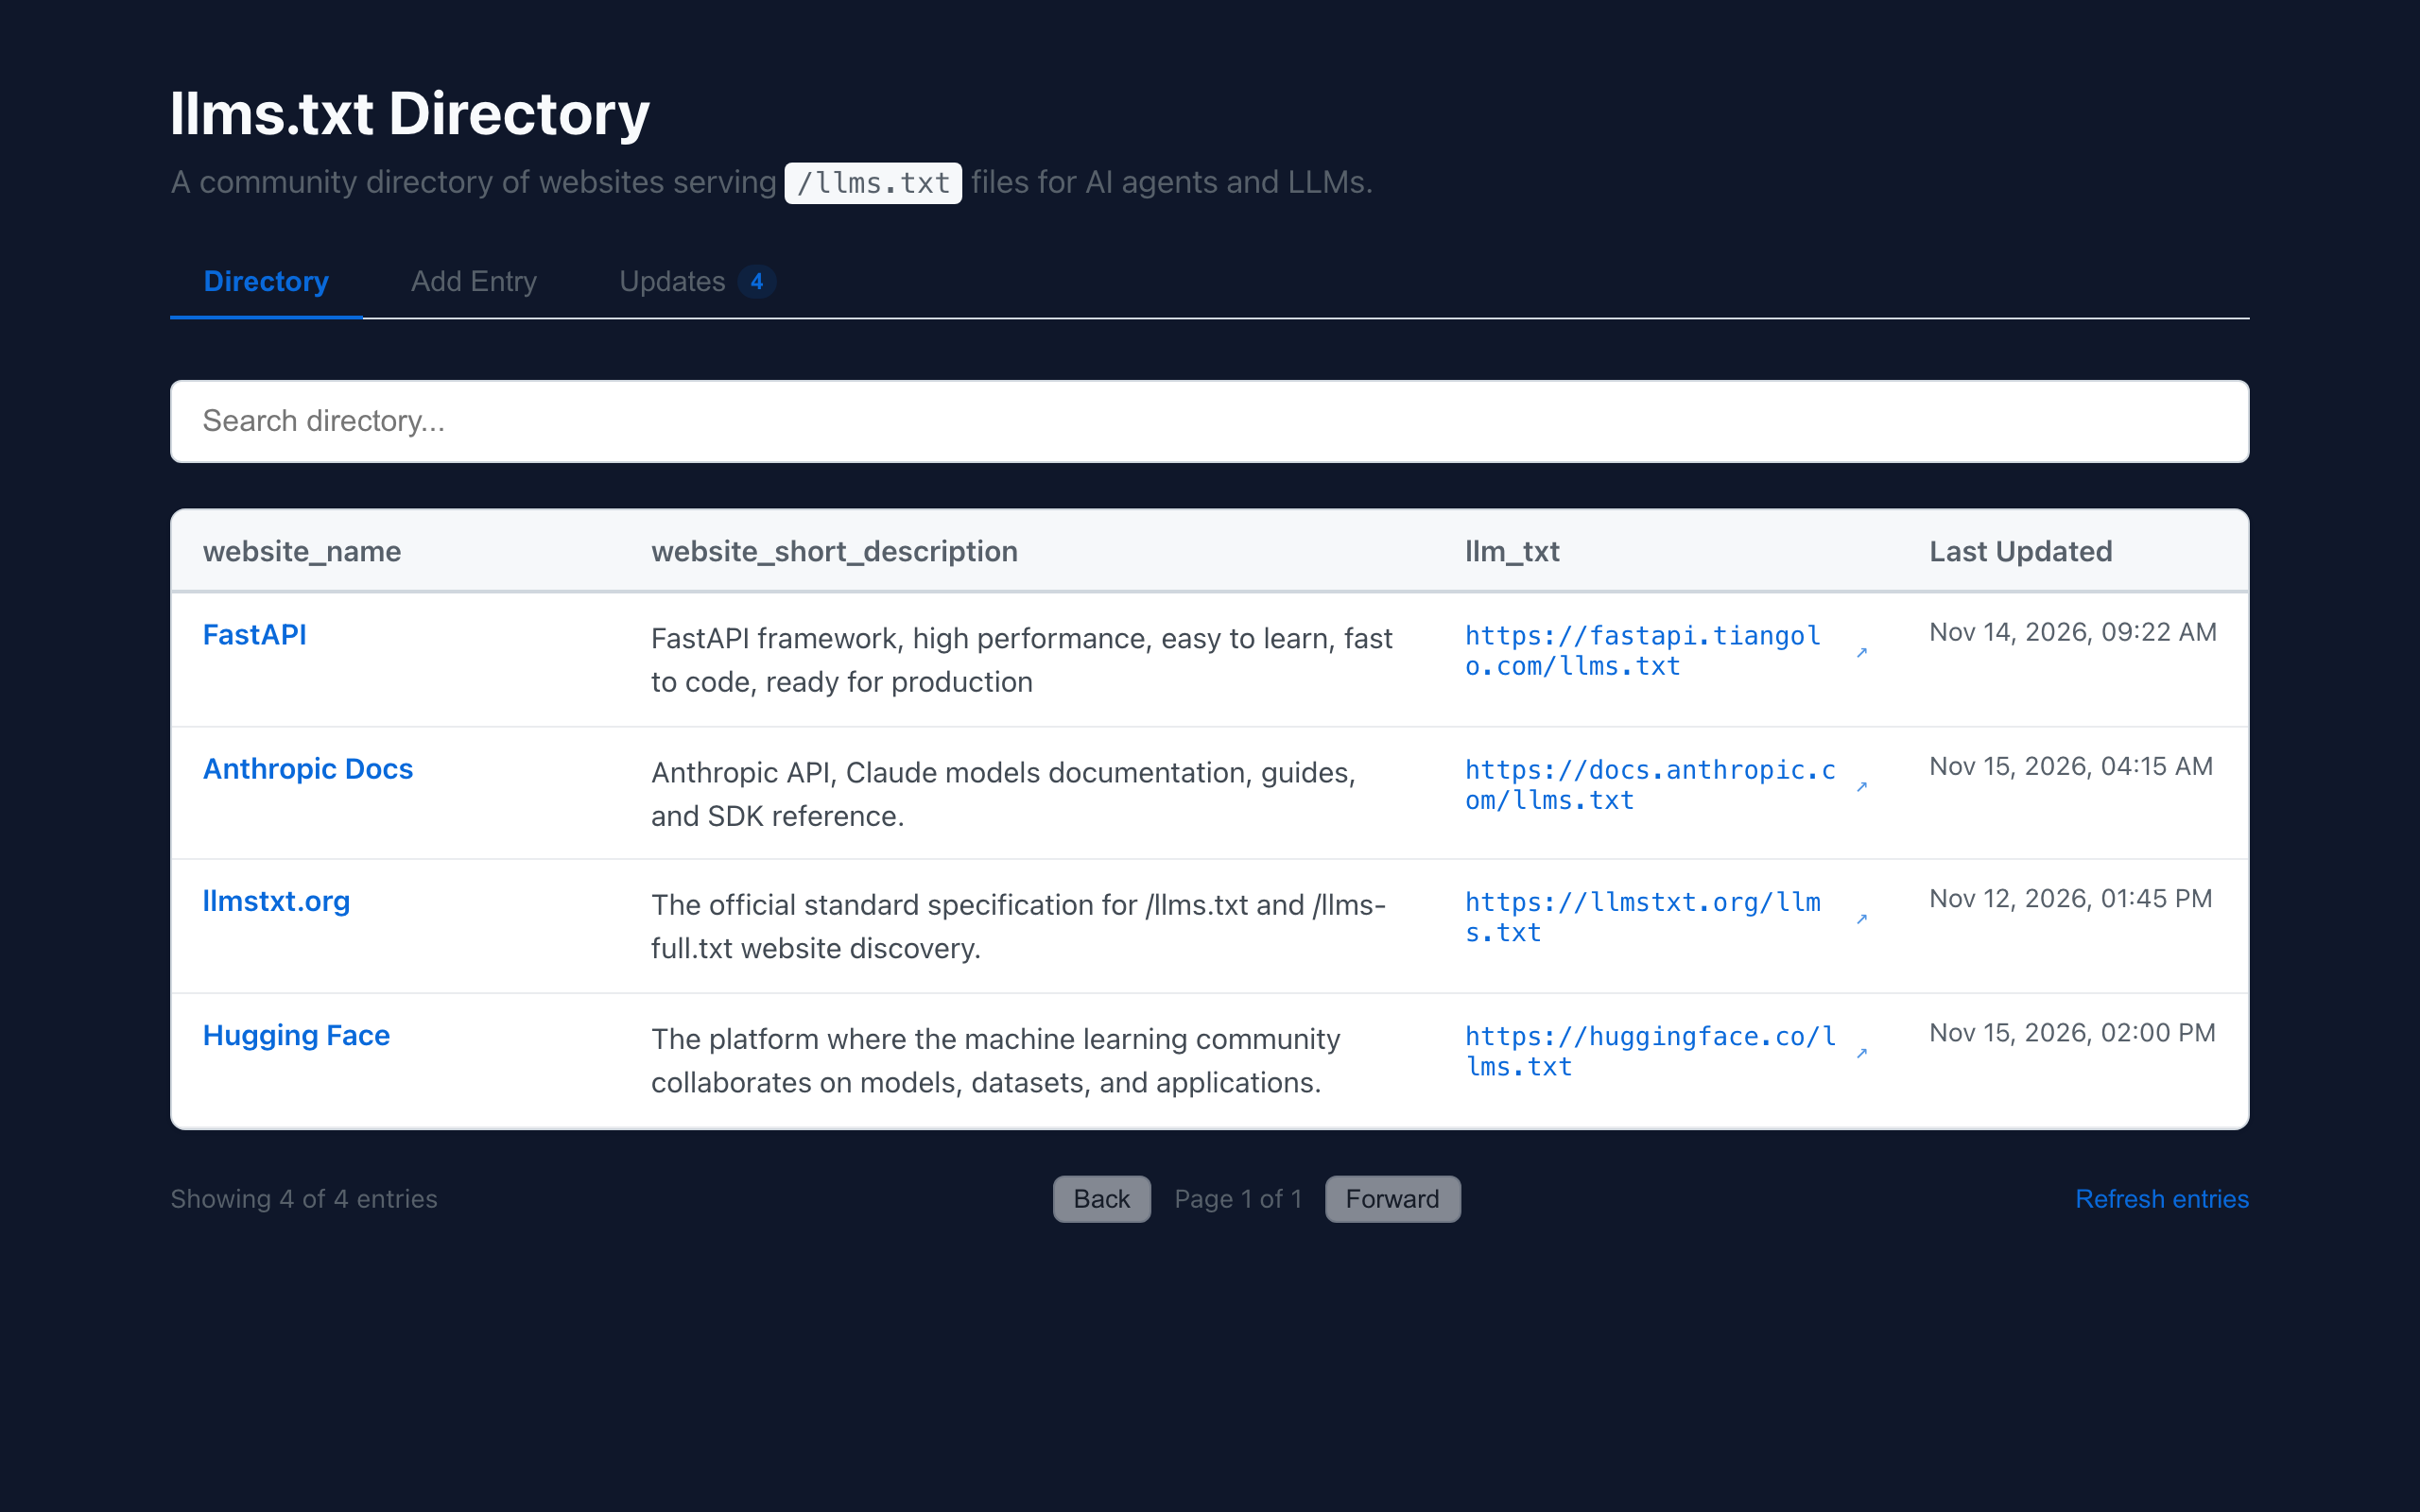 llms.txt Directory
A community directory of websites serving /llms.txt files for AI agents and LLMs.
Directory Add Entry Updates 4
Search directory...
website_name website_short_description llm_txt Last Updated
FastAPI FastAPI framework, high performance, easy to learn, fast https://fastapi.tiangol ↗ Nov 14, 2026, 09:22 AM
to code, ready for production o.com/llms.txt
Anthropic Docs Anthropic API, Claude models documentation, guides, https://docs.anthropic.c ↗ Nov 15, 2026, 04:15 AM
and SDK reference. om/llms.txt
llmstxt.org The official standard specification for /llms.txt and /llms- https://llmstxt.org/llm ↗ Nov 12, 2026, 01:45 PM
full.txt website discovery. s.txt
Hugging Face The platform where the machine learning community https://huggingface.co/l ↗ Nov 15, 2026, 02:00 PM
collaborates on models, datasets, and applications. lms.txt
Showing 4 of 4 entries Back Page 1 of 1 Forward Refresh entries